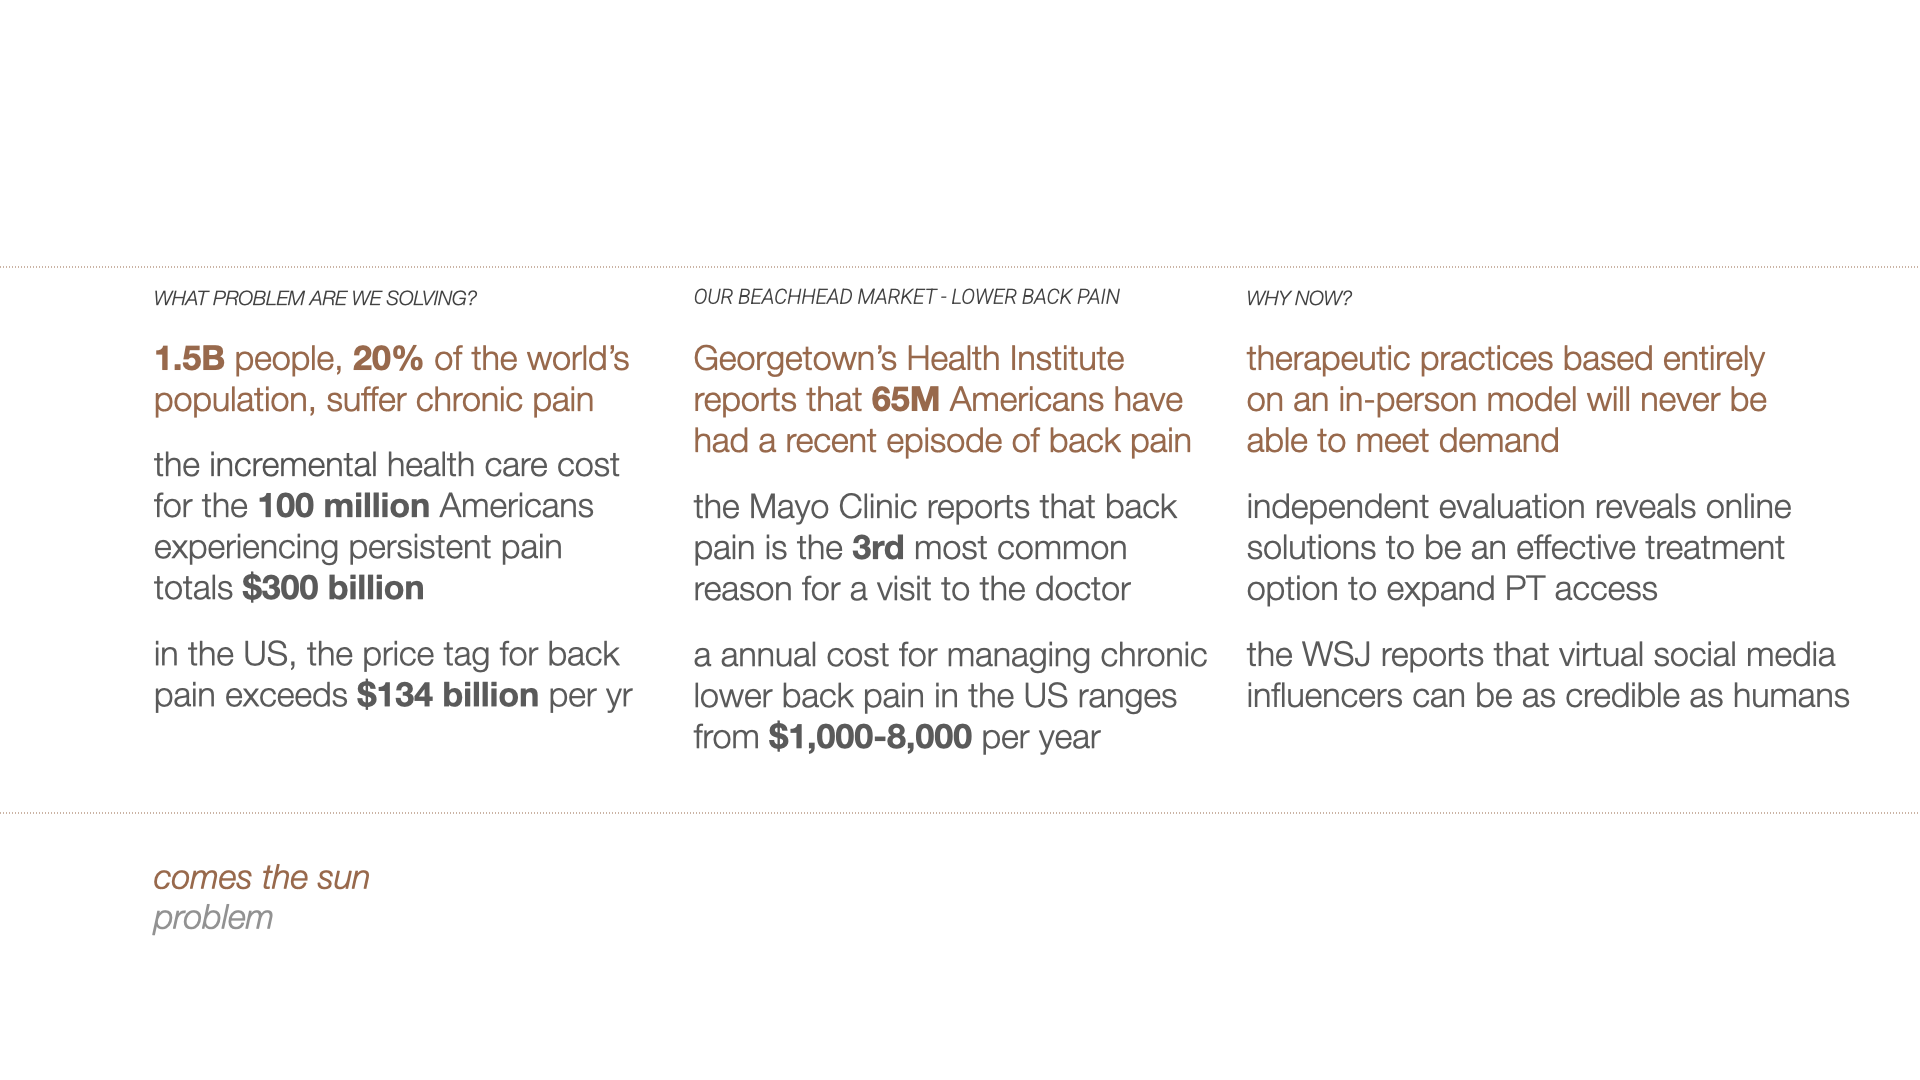 WHAT PROBLEM ARE WE SOLVING?
1.5B people, 20% of the world’s
population, suffer chronic pain
the incremental health care cost
for the 100 million Americans
experiencing persistent pain
totals $300 billion
in the US, the price tag for back
pain exceeds $134 billion per yr
OUR BEACHHEAD MARKET - LOWER BACK PAIN
Georgetown’s Health Institute
reports that 65M Americans have
had a recent episode of back pain
the Mayo Clinic reports that back
pain is the 3rd most common
reason for a visit to the doctor
a annual cost for managing chronic
lower back pain in the US ranges
from $1,000-8,000 per year
WHY NOW?
therapeutic practices based entirely
on an in-person model will never be
able to meet demand
independent evaluation reveals online
solutions to be an effective treatment
option to expand PT access
the WSJ reports that virtual social media
influencers can be as credible as humans
comes the sun
problem